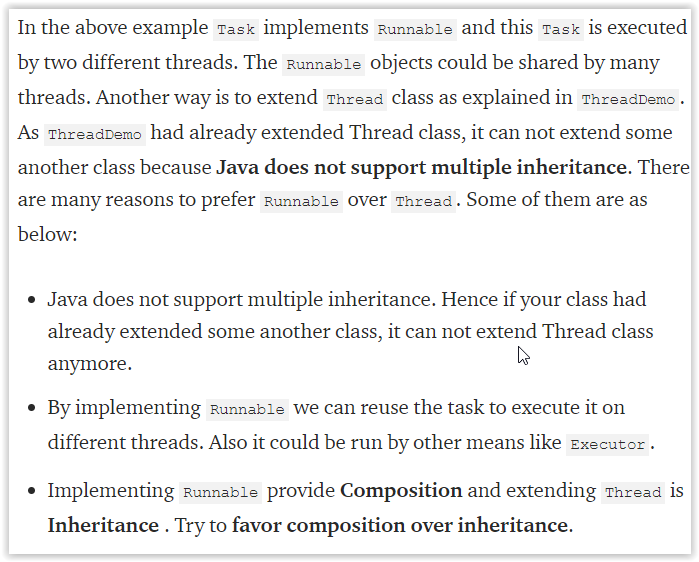 In the above example Task implements Runnable and this Task is executed
by two different threads. The Runnable objects could be shared by many
threads. Another way is to extend Thread class as explained in ThreadDemo.
As ThreadDemo had already extended Thread class, it can not extend some
another class because Java does not support multiple inheritance. There
are many reasons to prefer Runnable over Thread. Some of them are as
below:
• Java does not support multiple inheritance. Hence if your class had
already extended some another class, it can not extend Thread class
anymore.
• By implementing Runnable we can reuse the task to execute it on
different threads. Also it could be run by other means like Executor.
• Implementing Runnable provide Composition and extending Thread is
Inheritance . Try to favor composition over inheritance.